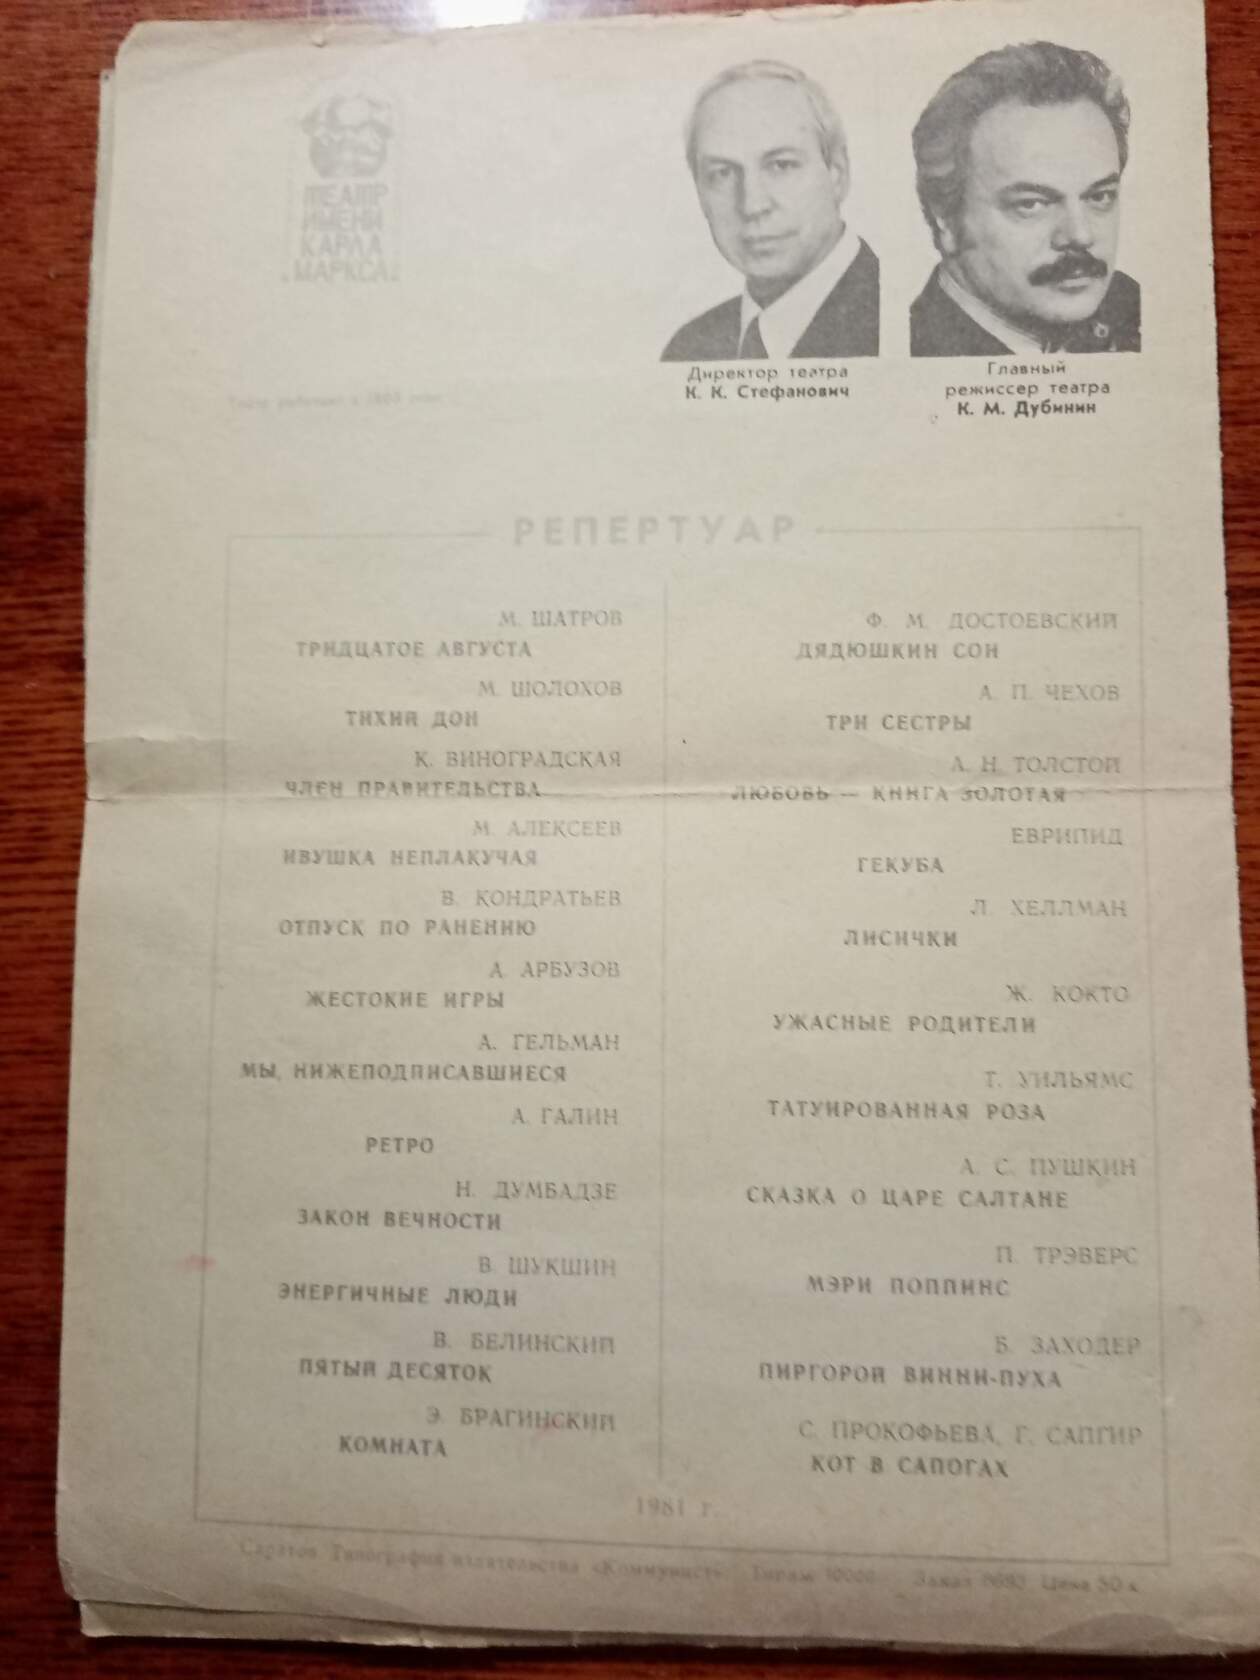 ТЕАТР
ИМЕНИ
КАРЛА
МАРКСА
Директор театра
К. К. Стефанович
Главный
режиссер театра
К. М. Дубинин
РЕПЕРТУАР
М. ШАТРОВ
ТРИДЦАТОЕ АВГУСТА
М. ШОЛОХОВ
ТИХИЙ ДОН
К. ВИНОГРАДСКАЯ
ЧЛЕН ПРАВИТЕЛЬСТВА
М. АЛЕКСЕЕВ
ИВУШКА НЕПЛАКУЧАЯ
В. КОНДРАТЬЕВ
ОТПУСК ПО РАНЕНИЮ
А. АРБУЗОВ
ЖЕСТОКИЕ ИГРЫ
А. ГЕЛЬМАН
МЫ, НИЖЕПОДПИСАВШИЕСЯ
А. ГАЛИН
РЕТРО
Н. ДУМБАДЗЕ
ЗАКОН ВЕЧНОСТИ
В. ШУКШИН
ЭНЕРГИЧНЫЕ ЛЮДИ
В. БЕЛИНСКИЙ
ПЯТЫЙ ДЕСЯТОК
Э. БРАГИНСКИЙ
КОМНАТА
Ф. М. ДОСТОЕВСКИЙ
ДЯДЮШКИН СОН
А. П. ЧЕХОВ
ТРИ СЕСТРЫ
А. Н. ТОЛСТОЙ
ЛЮБОВЬ — КНИГА ЗОЛОТАЯ
ЕВРИПИД
ГЕКУБА
Л. ХЕЛЛМАН
ЛИСИЧКИ
Ж. КОКТО
УЖАСНЫЕ РОДИТЕЛИ
Т. УИЛЬЯМС
ТАТУИРОВАННАЯ РОЗА
А. С. ПУШКИН
СКАЗКА О ЦАРЕ САЛТАНЕ
П. ТРЭВЕРС
МЭРИ ПОППИНС
Б. ЗАХОДЕР
ПИРГОРОЙ ВИННИ-ПУХА
С. ПРОКОФЬЕВА, Г. САПГИР
КОТ В САПОГАХ
1981 г.
Саратов. Типография издательства «Коммунист». Тираж 10000. Заказ Цена 50 к.